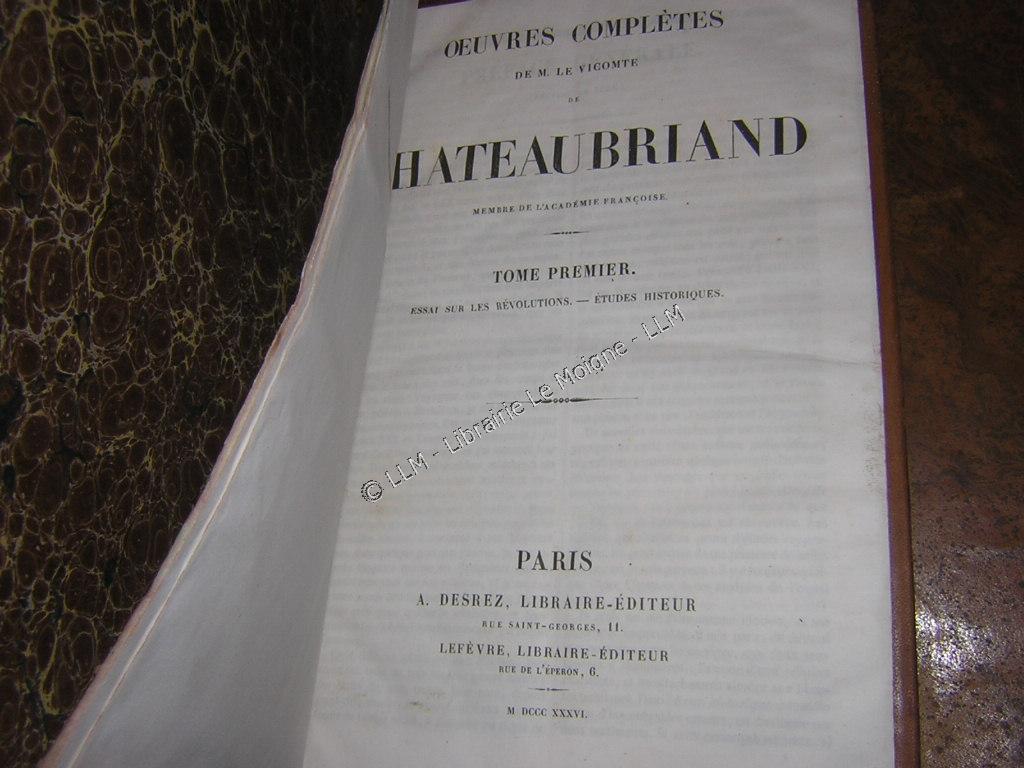 OEUVRES COMPLÈTES
DE M. LE VICOMTE
DE
HATEAUBRIAND
MEMBRE DE L'ACADÉMIE FRANÇOISE.
TOME PREMIER.
ESSAI SUR LES RÉVOLUTIONS. — ÉTUDES HISTORIQUES.
© LLM - Librairie Le Moigne - LLM
PARIS
A. DESREZ, LIBRAIRE-ÉDITEUR
RUE SAINT-GEORGES, 11.
LEFÈVRE, LIBRAIRE-ÉDITEUR
RUE DE L'ÉPERON, 6.
M DCCC XXXVI.